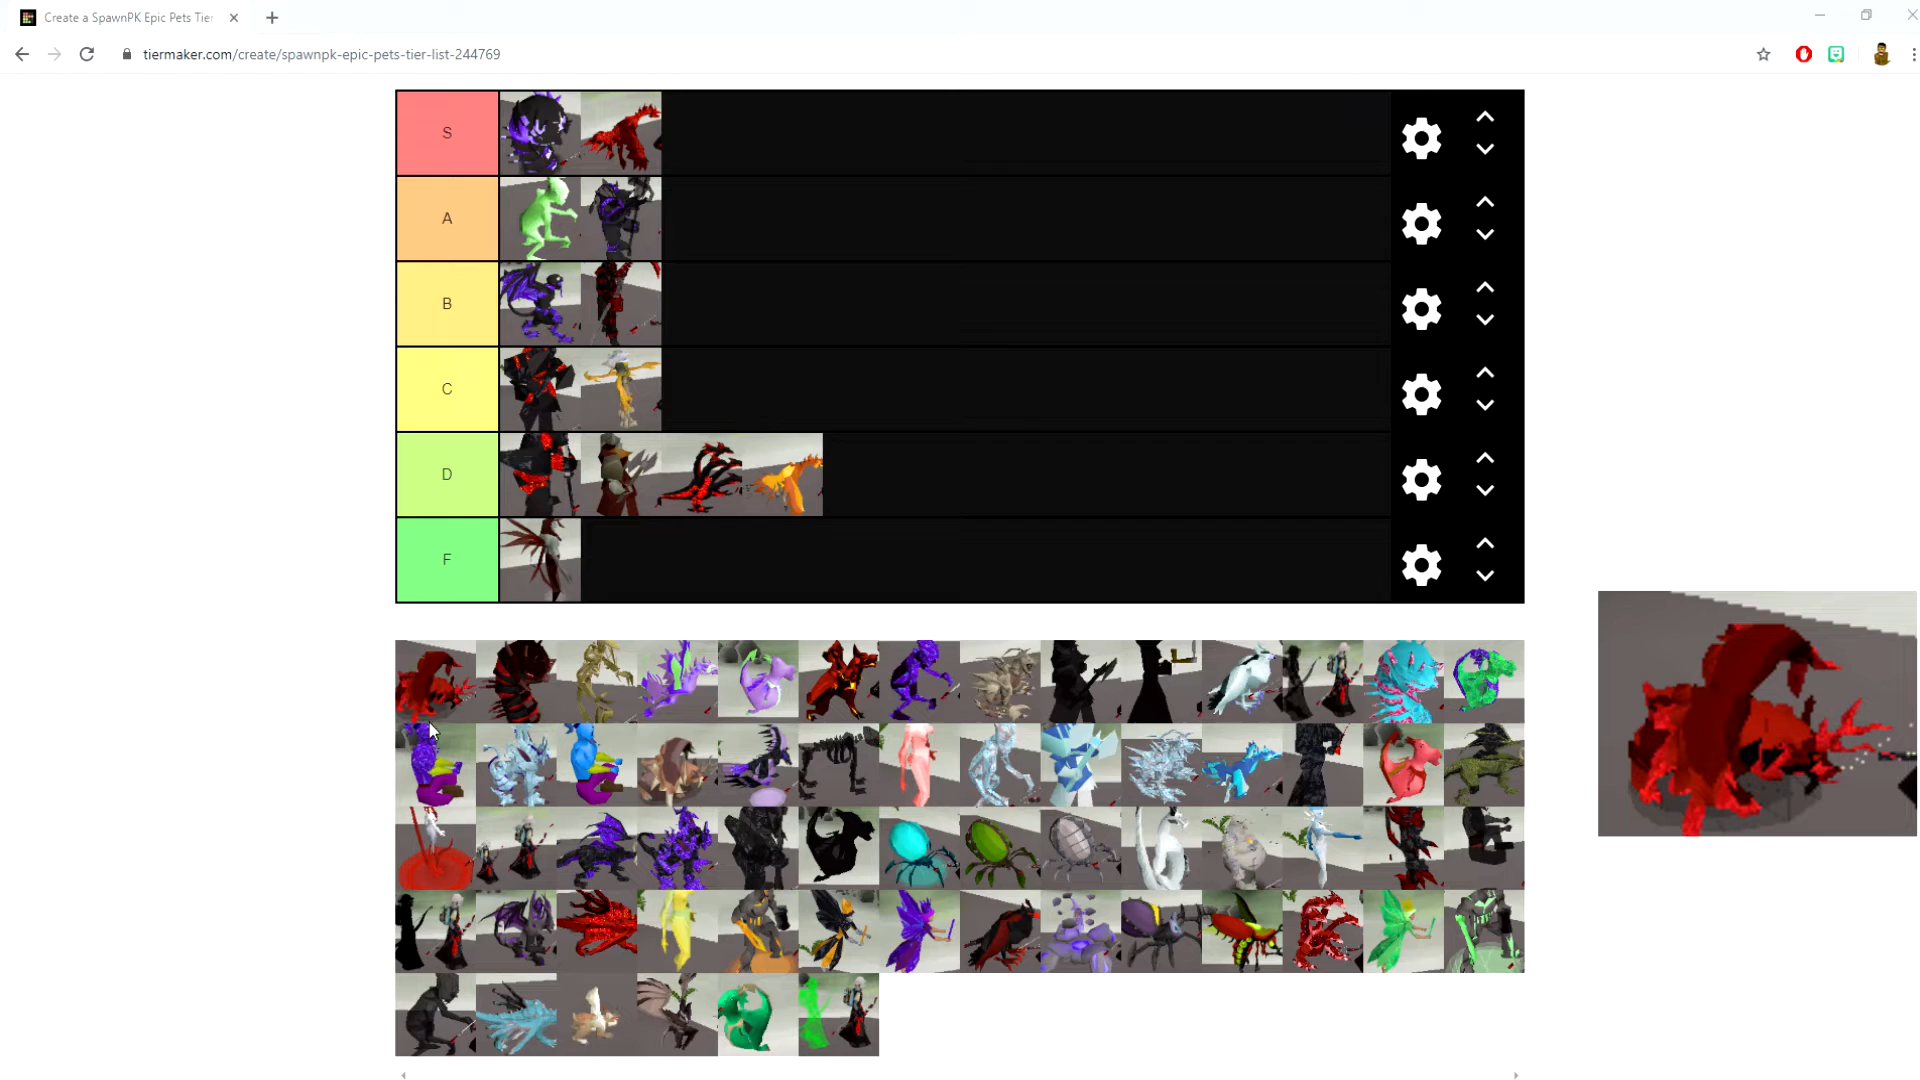 Create a SpawnPK Epic Pets Tier
tiermaker.com/create/spawnpk-epic-pets-tier-list-244769
S
A
B
C
D
F